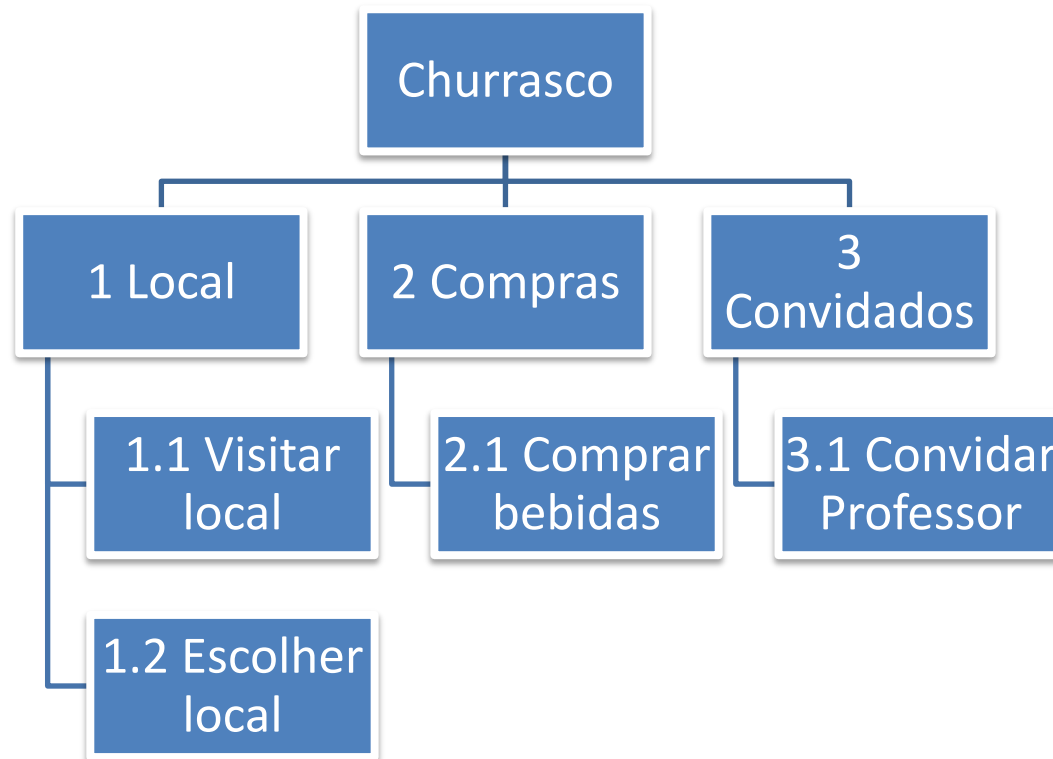 Churrasco
1 Local
2 Compras
3
Convidados
1.1 Visitar
local
2.1 Comprar
bebidas
3.1 Convidar
Professor
1.2 Escolher
local